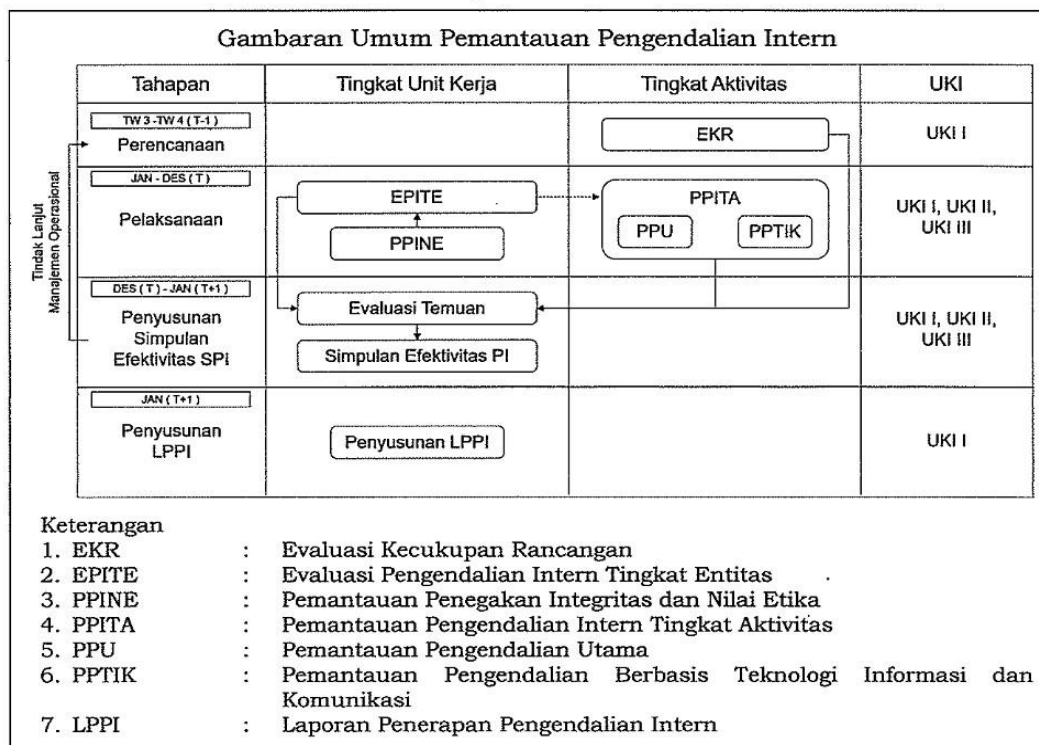 Gambaran Umum Pemantauan Pengendalian Intern
Tahapan
Tingkat Unit Kerja
Tingkat Aktivitas
UKI
TW 3 -TW 4 ( T-1 )
Perencanaan
EKR
UKI I
JAN - DES ( T )
Pelaksanaan
EPITE
PPINE
PPITA
PPU
PPTIK
UKI I, UKI II,
UKI III
DES ( T ) - JAN ( T+1 )
Penyusunan
Simpulan
Efektivitas SPI
Evaluasi Temuan
Simpulan Efektivitas PI
UKI I, UKI II,
UKI III
JAN ( T+1 )
Penyusunan
LPPI
Penyusunan LPPI
UKI I
Tindak Lanjut
Manajemen Operasional
Keterangan
1. EKR : Evaluasi Kecukupan Rancangan
2. EPITE : Evaluasi Pengendalian Intern Tingkat Entitas
3. PPINE : Pemantauan Penegakan Integritas dan Nilai Etika
4. PPITA : Pemantauan Pengendalian Intern Tingkat Aktivitas
5. PPU : Pemantauan Pengendalian Utama
6. PPTIK : Pemantauan Pengendalian Berbasis Teknologi Informasi dan
Komunikasi
7. LPPI : Laporan Penerapan Pengendalian Intern